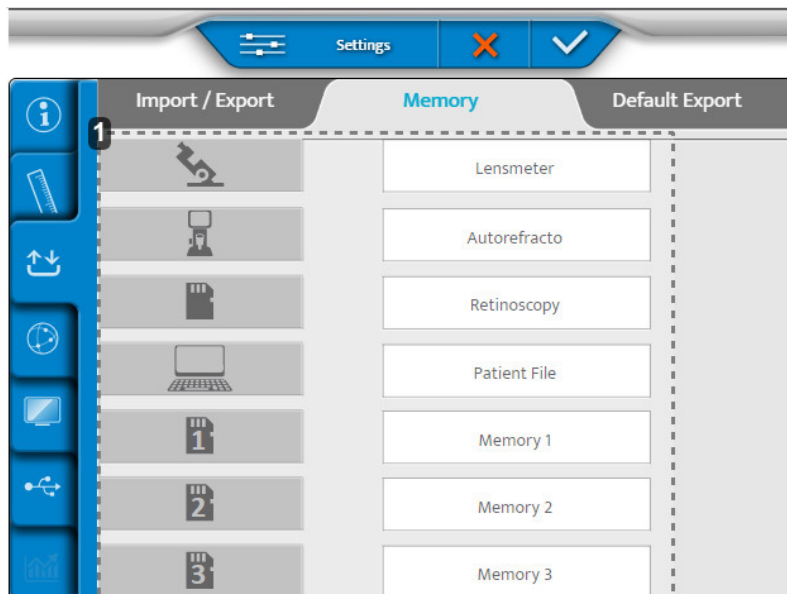 Settings
Import / Export
Memory
Default Export
1
Lensmeter
Autorefracto
Retinoscopy
Patient File
1
Memory 1
2
Memory 2
3
Memory 3